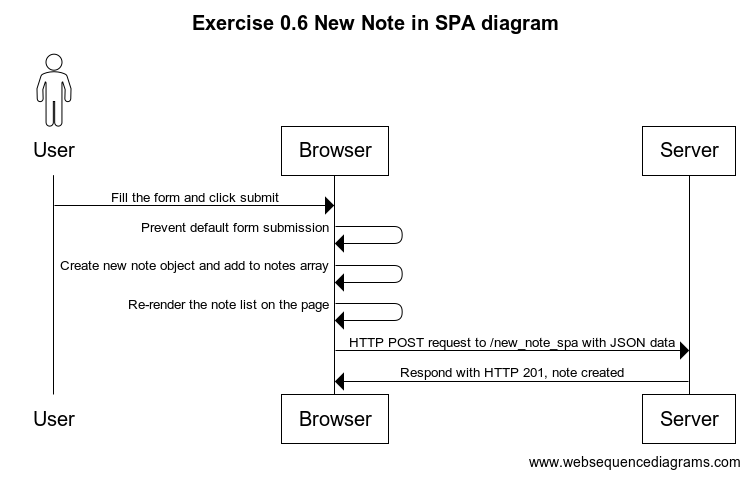 Exercise 0.6 New Note in SPA diagram
User
Browser
Server
Fill the form and click submit
Prevent default form submission
Create new note object and add to notes array
Re-render the note list on the page
HTTP POST request to /new_note_spa with JSON data
Respond with HTTP 201, note created
User
Browser
Server
www.websequencediagrams.com